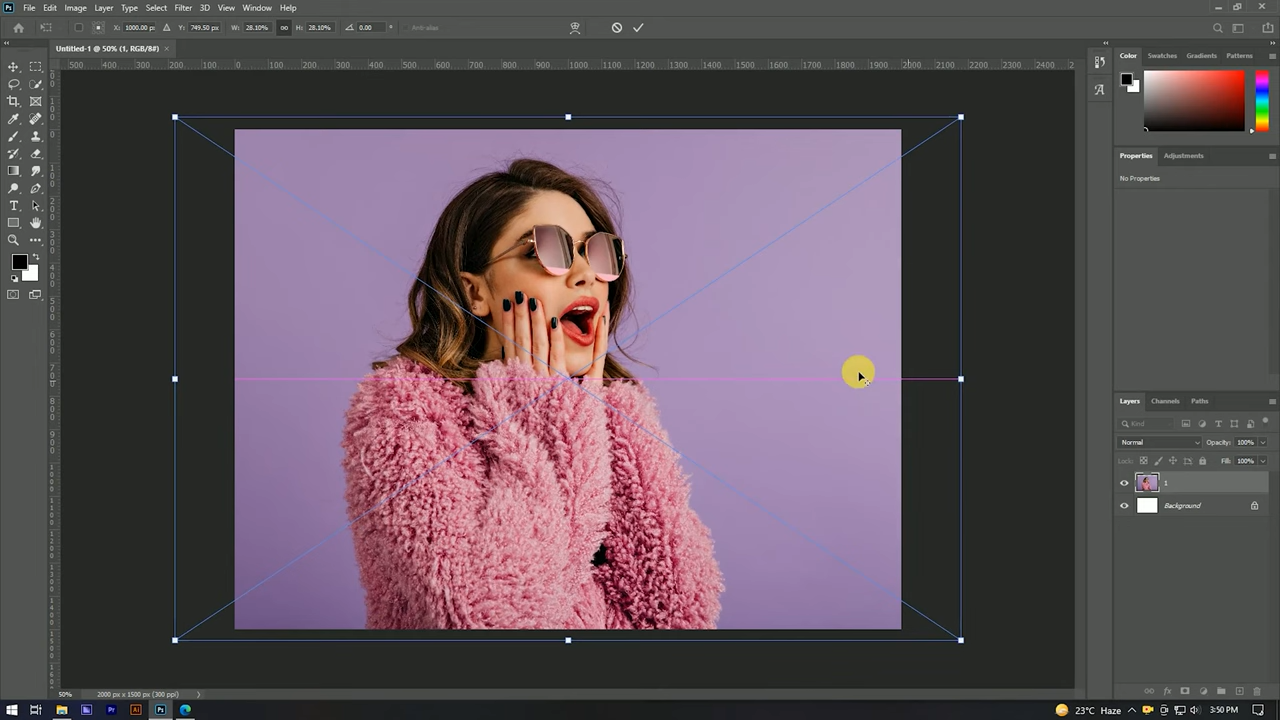 Ps File Edit Image Layer Type Select Filter 3D View Window Help
X: 1000.00 px Y: 749.50 px W: 28.10% H: 28.10% 0.00 ° Anti-alias
Untitled-1 @ 50% (1, RGB/8#) ×
500 400 300 200 100 0 100 200 300 400 500 600 700 800 900 1000 1100 1200 1300 1400 1500 1600 1700 1800 1900 2000 2100 2200 2300 2400
Color Swatches Gradients Patterns
Properties Adjustments
No Properties
Layers Channels Paths
Kind
Normal Opacity: 100%
Lock: Fill: 100%
1
Background
50% 2000 px x 1500 px (300 ppi)
Pr Ai Ps 23°C Haze 3:50 PM